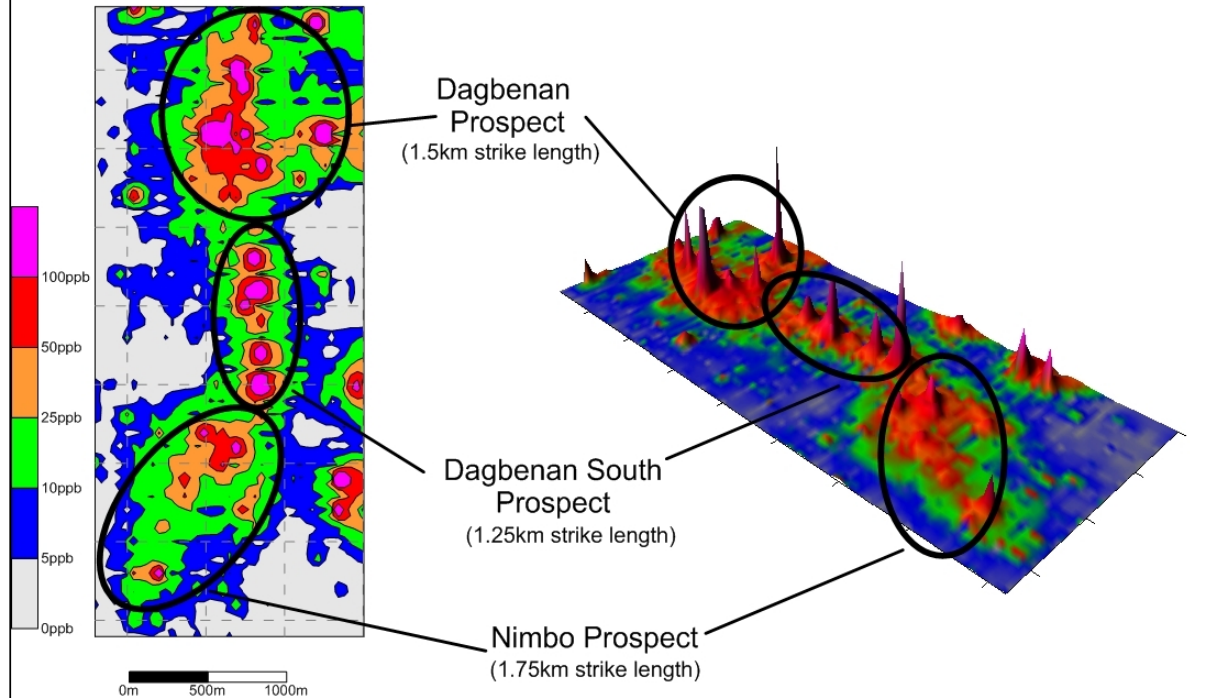 Dagbenan
Prospect
(1.5km strike length)
100ppb
50ppb
25ppb
10ppb
5ppb
0ppb
Dagbenan South
Prospect
(1.25km strike length)
Nimbo Prospect
(1.75km strike length)
0m 500m 1000m